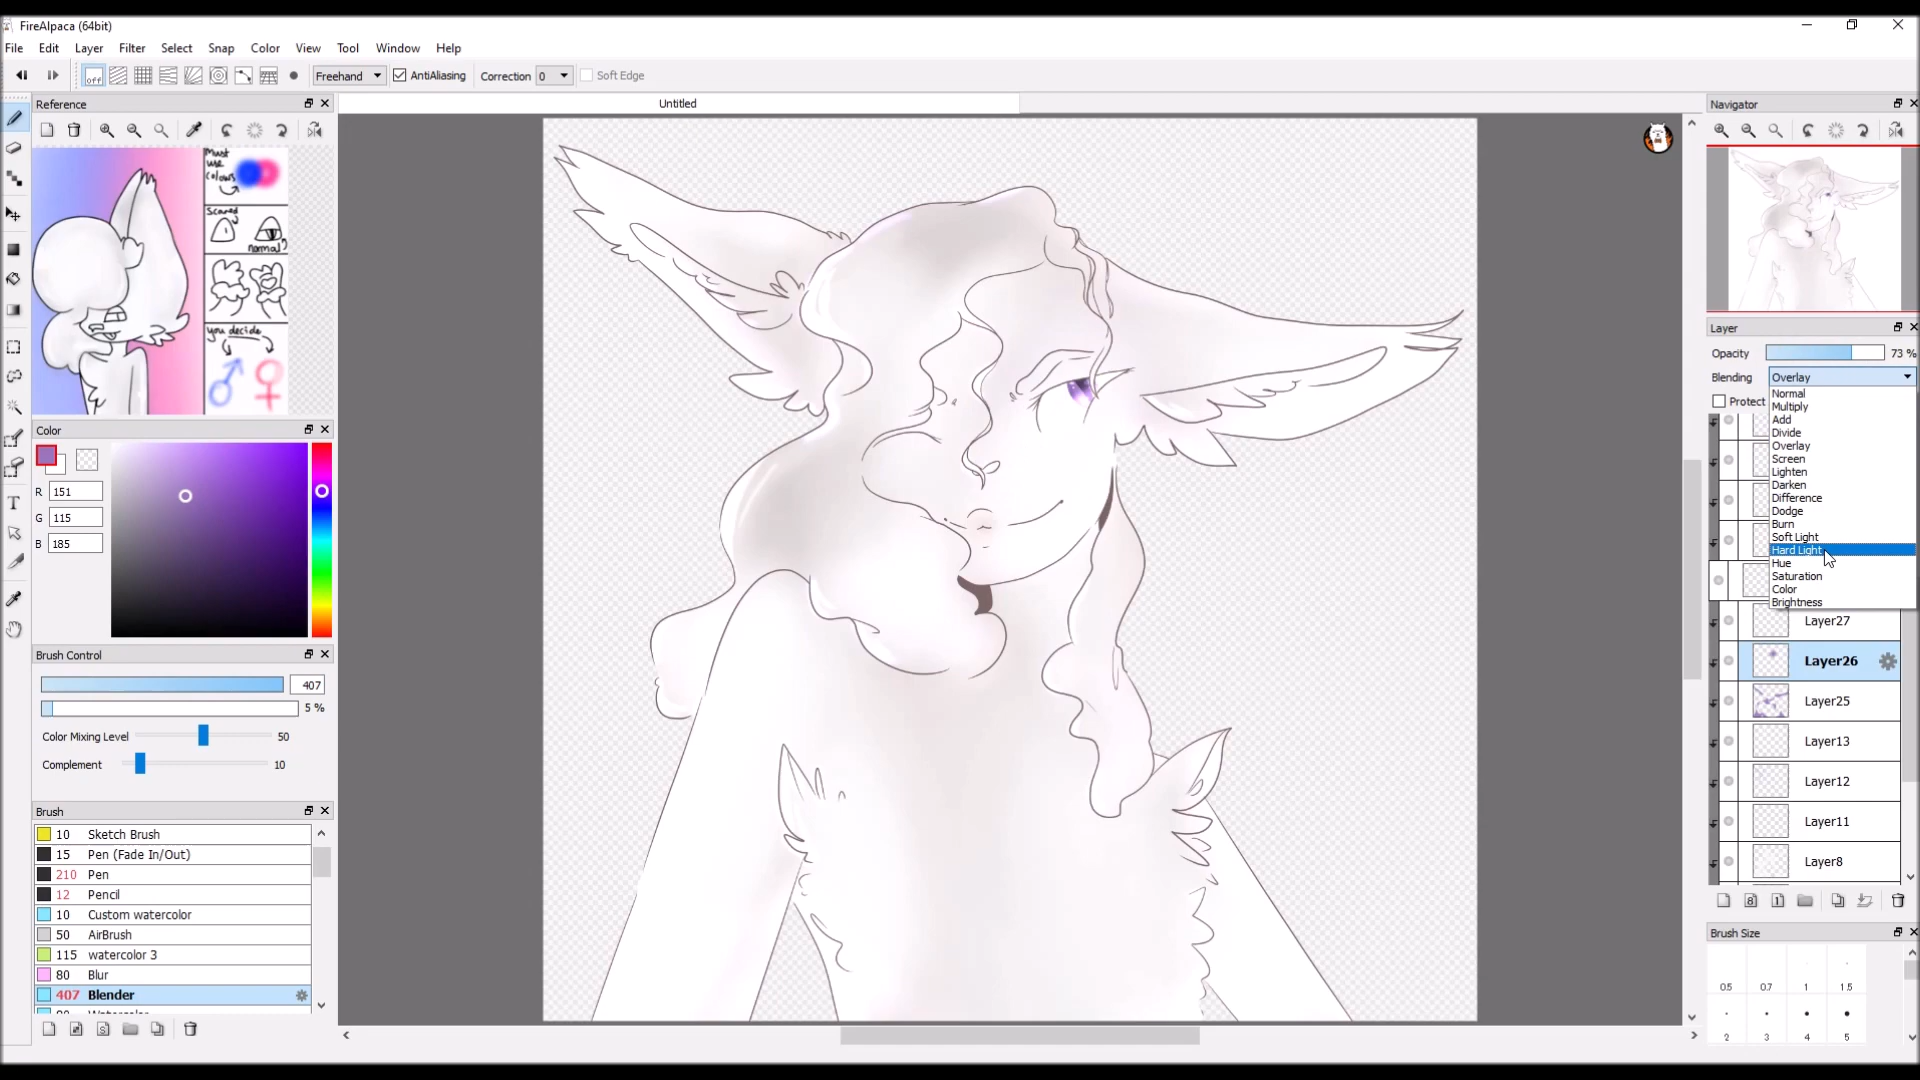 FireAlpaca (64bit)
File Edit Layer Filter Select Snap Color View Tool Window Help
off Freehand AntiAliasing Correction 0 Soft Edge
Reference
Untitled
Navigator
Must
use
colours
Scared
normal?
you decide
Color
R 151
G 115
B 185
Brush Control
407
5 %
Color Mixing Level 50
Complement 10
Brush
10 Sketch Brush
15 Pen (Fade In/Out)
210 Pen
12 Pencil
10 Custom watercolor
50 AirBrush
115 watercolor 3
80 Blur
407 Blender
Layer
Opacity 73 %
Blending Overlay
Protect
Normal
Multiply
Add
Divide
Overlay
Screen
Lighten
Darken
Difference
Dodge
Burn
Soft Light
Hard Light
Hue
Saturation
Color
Brightness
Layer27
Layer26
Layer25
Layer13
Layer12
Layer11
Layer8
8 1
Brush Size
0.5 0.7 1 1.5
2 3 4 5